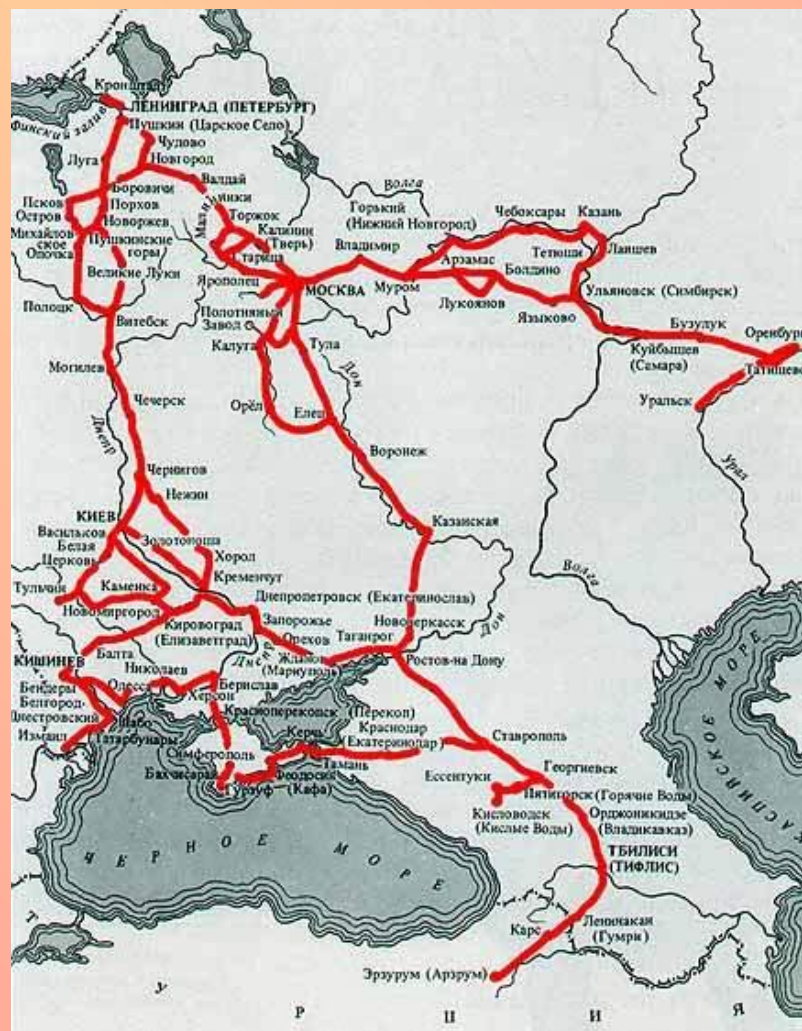 Кронштадт
ЛЕНИНГРАД (ПЕТЕРБУРГ)
Финский залив
Пушкин (Царское Село)
Чудово
Луга
Новгород
Боровичи
Валдай
Волга
Псков
Порхов
Остров
Новоржев
Михайлов-
ское
Пушкинские
горы
Опочка
Великие Луки
Торжок
Калинин
(Тверь)
Старица
Горький
(Нижний Новгород)
Чебоксары
Казань
Владимир
Арзамас
Тетюши
Лаишев
Болдино
Ярополец
МОСКВА
Муром
Лукоянов
Ульяновск (Симбирск)
Языково
Полоцк
Витебск
Полотняный
Завод
Калуга
Тула
Дон
Бузулук
Оренбург
Куйбышев
(Самара)
Татищево
Могилев
Уральск
Чечерск
Орёл
Елец
Днепр
Воронеж
Урал
Чернигов
Нежин
Казанская
КИЕВ
Васильков
Белая
Церковь
Золотоноша
Хорол
Волга
Тульчин
Каменка
Кременчуг
Новомиргород
Днепропетровск (Екатеринослав)
Кировоград
(Елизаветград)
Запорожье
Новочеркасск
Дон
Орехов
Таганрог
Балта
Днепр
Жданов
(Мариуполь)
Ростов-на Дону
КИШИНЕВ
Николаев
Бендеры
Одесса
Херсон
Берислав
Белгород-
Днестровский
Шабо
Красноперекопск (Перекоп)
Измаил
Татарбунары
Керчь
Краснодар
(Екатеринодар)
Ставрополь
Симферополь
Тамань
Бахчисарай
Феодосия
(Кафа)
Гурзуф
Ессентуки
Георгиевск
Пятигорск (Горячие Воды)
Кисловодск
(Кислые Воды)
Орджоникидзе
(Владикавказ)
КАСПИЙСКОЕ МОРЕ
ЧЕРНОЕ МОРЕ
ТБИЛИСИ
(ТИФЛИС)
Карс
Ленинакан
(Гумри)
Эрзурум (Арзрум)
Т У Р Ц И Я